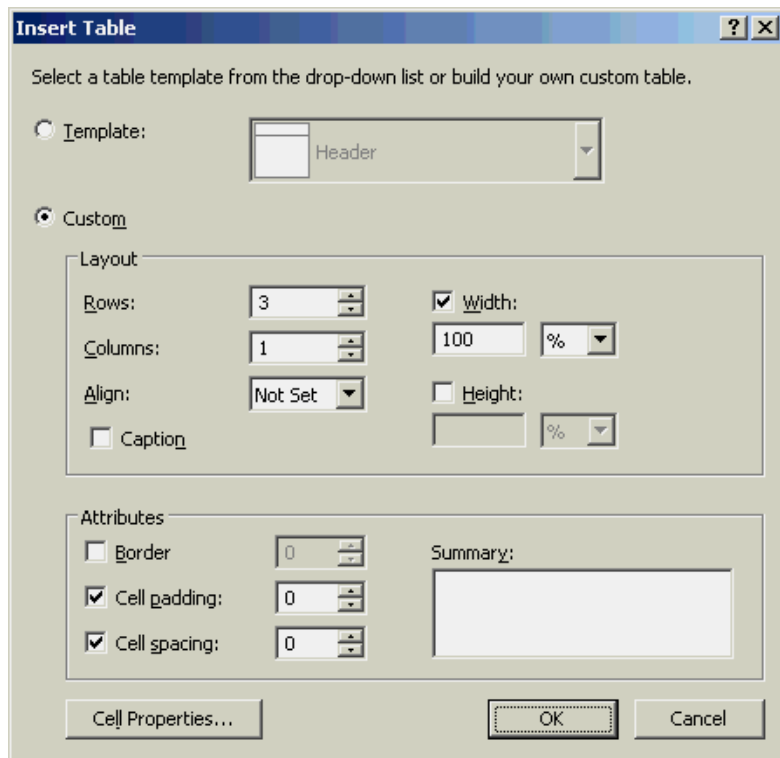 Insert Table
Select a table template from the drop-down list or build your own custom table.
Template:
Header
Custom
Layout
Rows: 3
Width:
Columns: 1
100 %
Align: Not Set
Height:
%
Caption
Attributes
Border 0
Summary:
Cell padding: 0
Cell spacing: 0
Cell Properties... OK Cancel